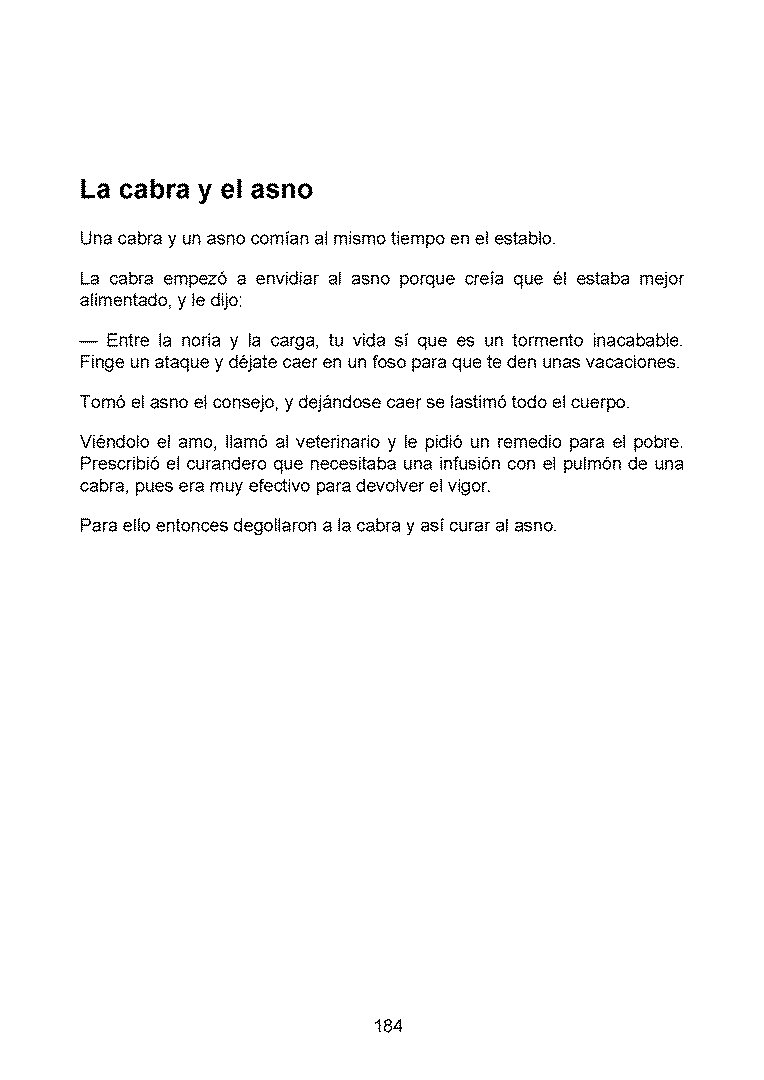 La cabra y el asno
Una cabra y un asno comían al mismo tiempo en el establo.
La cabra empezó a envidiar al asno porque creía que él estaba mejor
alimentado, y le dijo:
— Entre la noria y la carga, tu vida sí que es un tormento inacabable.
Finge un ataque y déjate caer en un foso para que te den unas vacaciones.
Tomó el asno el consejo, y dejándose caer se lastimó todo el cuerpo.
Viéndolo el amo, llamó al veterinario y le pidió un remedio para el pobre.
Prescribió el curandero que necesitaba una infusión con el pulmón de una
cabra, pues era muy efectivo para devolver el vigor.
Para ello entonces degollaron a la cabra y así curar al asno.
184